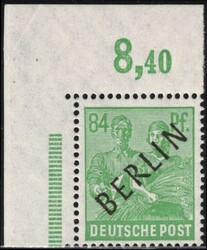 8,40
84 Pf.
BERLIN
DEUTSCHE POST